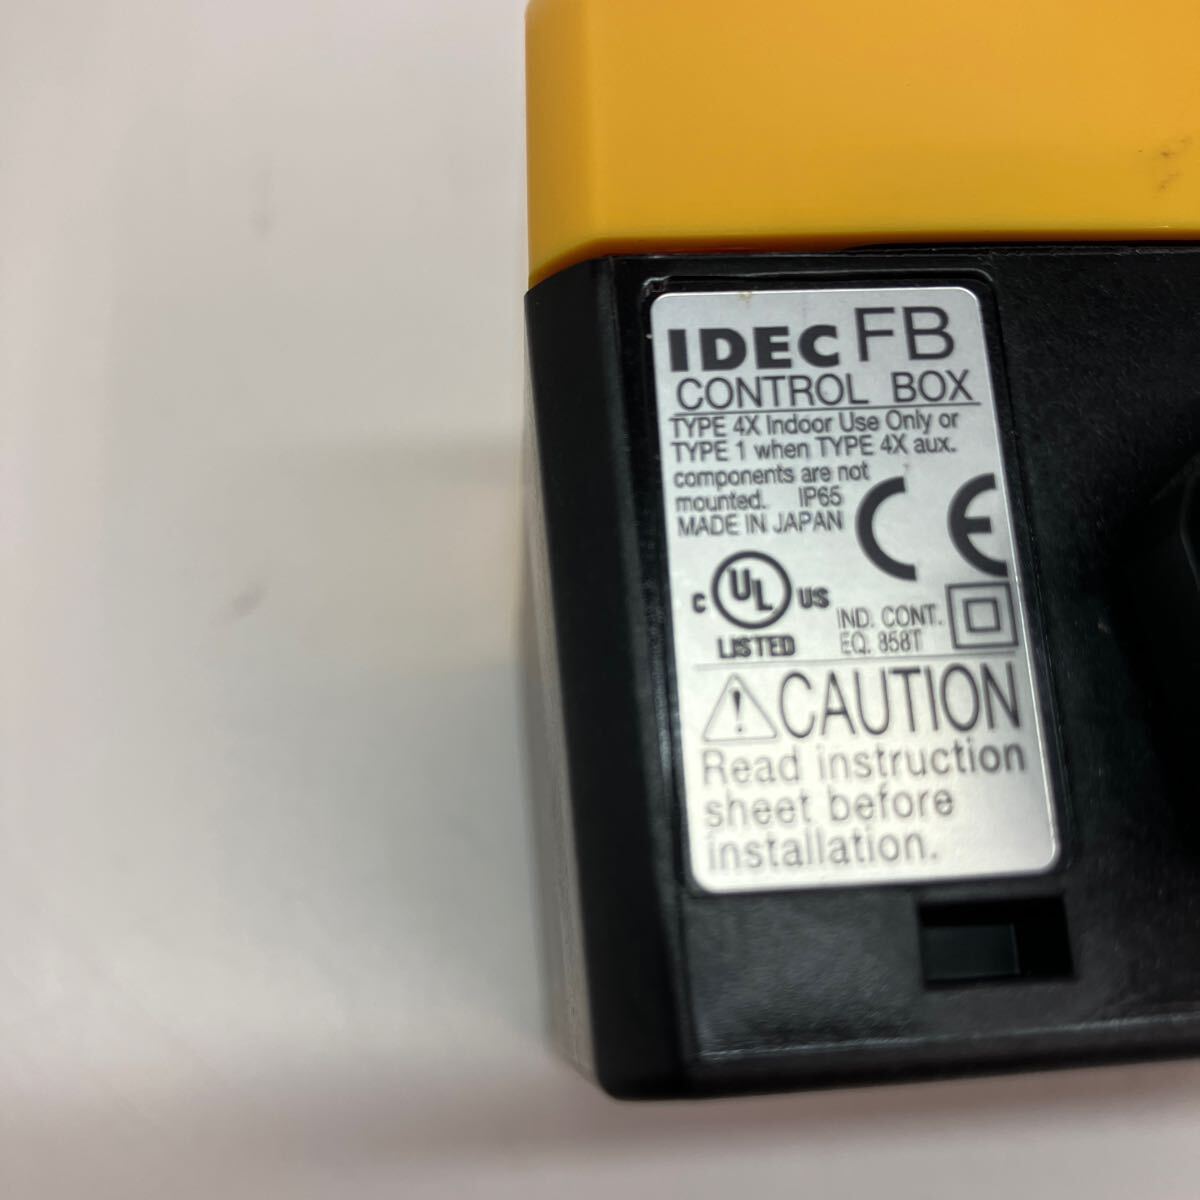 IDEC FB
CONTROL BOX
TYPE 4X Indoor Use Only or
TYPE 1 when TYPE 4X aux.
components are not
mounted. IP65
MADE IN JAPAN
CE
C UL US
LISTED
IND. CONT.
EQ. 858T
CAUTION
Read instruction
sheet before
installation.